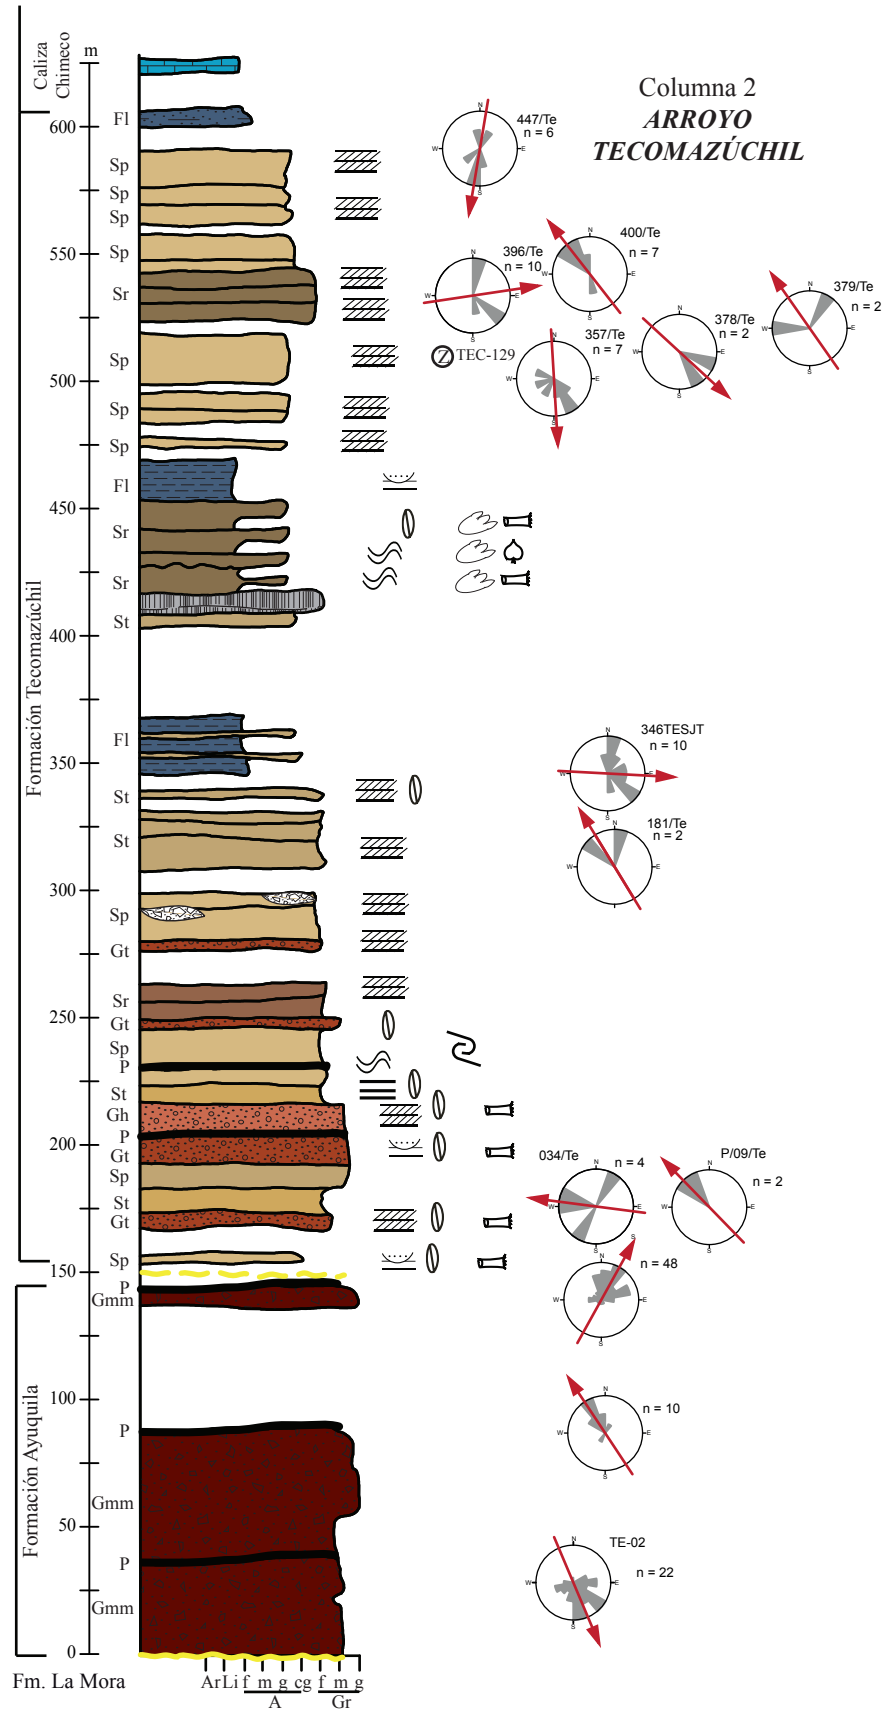 Caliza
Chimeco
m
Columna 2
ARROYO
TECOMAZÚCHIL
Fl
600
447/Te
n = 6
N
W
E
S
Sp
Sp
Sp
550
Sp
Sr
396/Te
n = 10
N
W
E
S
400/Te
n = 7
N
W
E
S
379/Te
n = 2
N
W
E
S
378/Te
n = 2
N
W
E
S
357/Te
n = 7
N
W
E
S
Z TEC-129
Sp
500
Sp
Sp
Fl
450
Sr
Sr
St
400
Formación Tecomazúchil
Fl
350
346TESJT
n = 10
N
W
E
S
St
St
181/Te
n = 2
N
W
E
300
Sp
Gt
Sr
250
Gt
Sp
P
St
Gh
P
200
Gt
Sp
St
Gt
034/Te
n = 4
N
W
E
S
P/09/Te
n = 2
N
W
E
S
Sp
150
S
n = 48
N
W
E
S
P
Gmm
100
P
n = 10
N
W
E
S
Formación Ayuquila
Gmm
50
P
TE-02
n = 22
N
W
E
S
Gmm
0
Fm. La Mora
Ar Li f m g cg f m g
A Gr